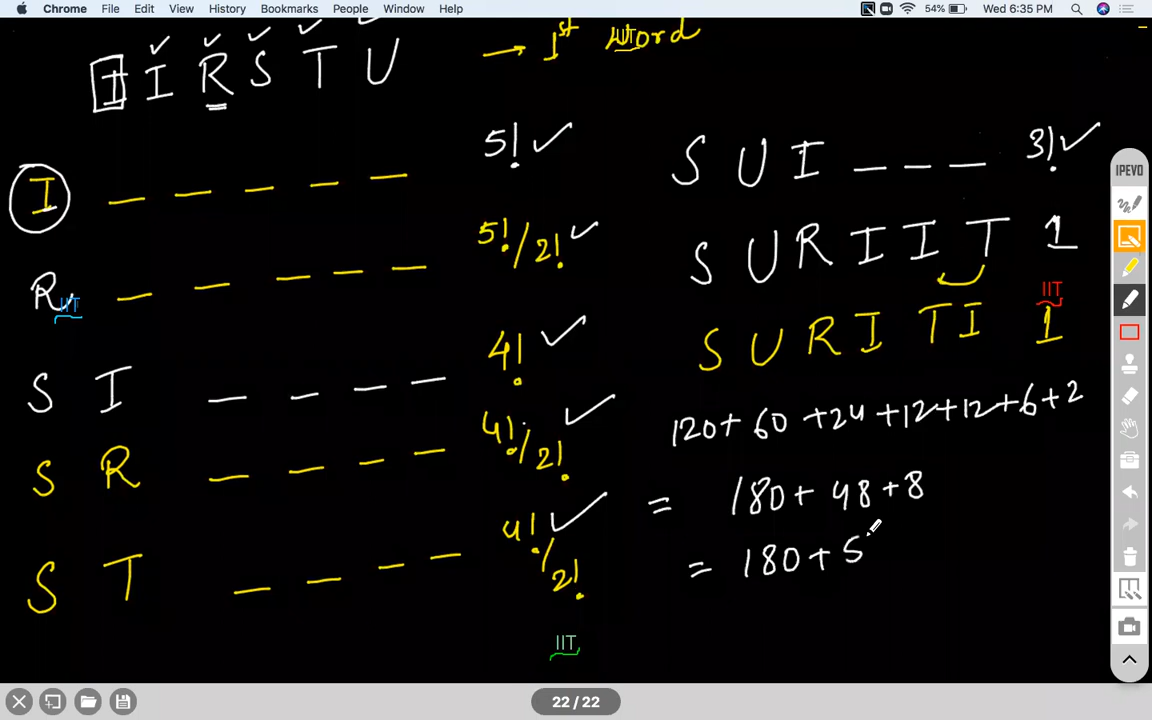 Chrome File Edit View History Bookmarks People Window Help 54% Wed 6:35 PM
I I R S T U → 1st Word
IIT
I _ _ _ _ _ 5!
R _ _ _ _ _ 5!/2!
IIT
S I _ _ _ _ 4!
S R _ _ _ _ 4!/2!
S T _ _ _ _ 4!/2!
IIT
S U I _ _ _ 3!
S U R I I T 1
IIT
S U R I T I 1
120+ 60 +24 +12+12+6+2
= 180+ 48+8
= 180+5
IPEVO
22 / 22